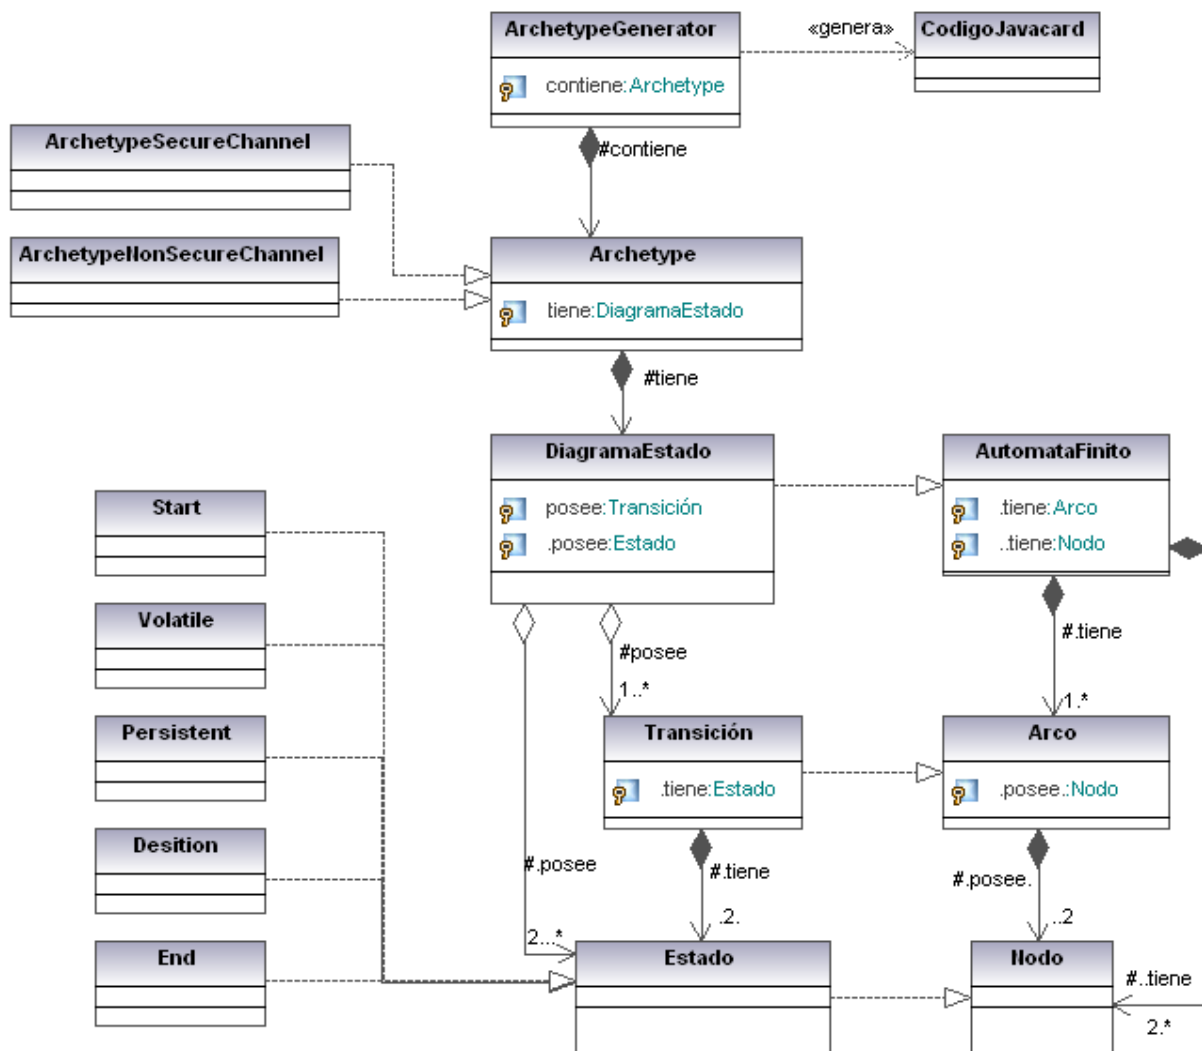 ArchetypeGenerator
contiene:Archetype
«genera»
CodigoJavacard
#contiene
ArchetypeSecureChannel
ArchetypeNonSecureChannel
Archetype
tiene:DiagramaEstado
#tiene
DiagramaEstado
posee:Transición
.posee:Estado
AutomataFinito
.tiene:Arco
..tiene:Nodo
Start
Volatile
Persistent
Desition
End
#posee
1..*
#.tiene
1.*
Transición
.tiene:Estado
Arco
.posee.:Nodo
#.posee
2...*
#.tiene
.2.
#.posee.
..2
Estado
Nodo
#..tiene
2.*